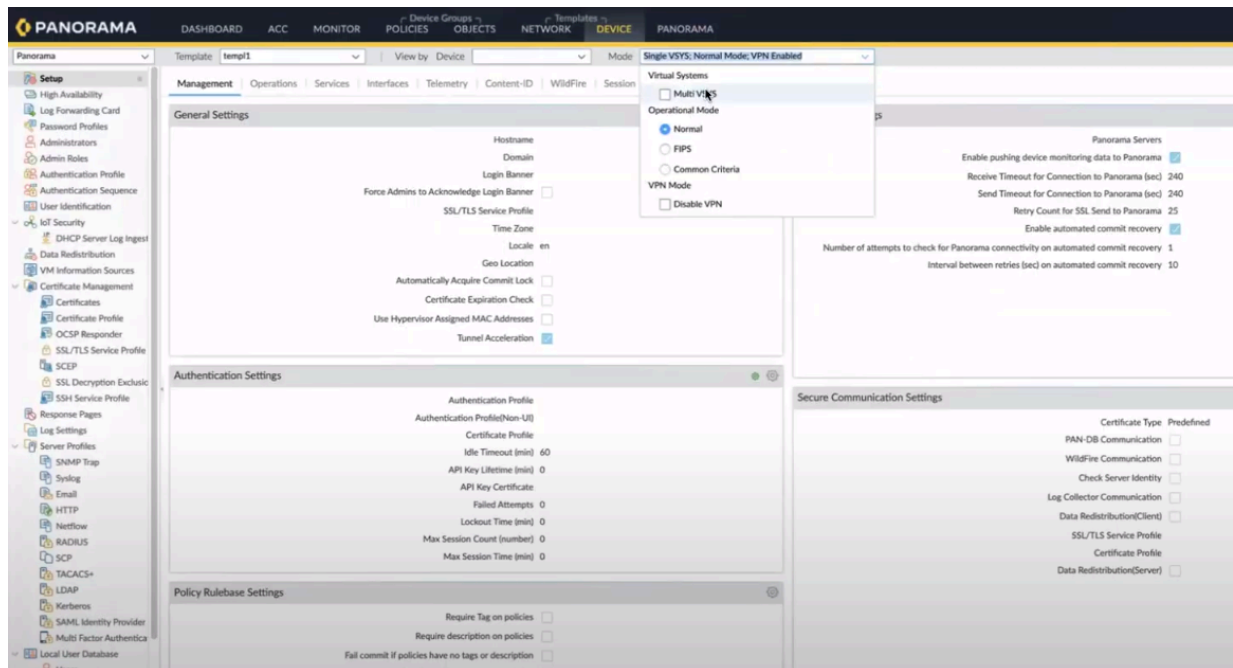 PANORAMA
DASHBOARD ACC MONITOR
Device Groups
POLICIES OBJECTS
Templates
NETWORK DEVICE
PANORAMA
Panorama
Template templ1 View by Device Mode Single VSYS; Normal Mode; VPN Enabled
Setup
High Availability
Log Forwarding Card
Password Profiles
Administrators
Admin Roles
Authentication Profile
Authentication Sequence
User Identification
IoT Security
DHCP Server Log Ingest
Data Redistribution
VM Information Sources
Certificate Management
Certificates
Certificate Profile
OCSP Responder
SSL/TLS Service Profile
SCEP
SSL Decryption Exclusic
SSH Service Profile
Response Pages
Log Settings
Server Profiles
SNMP Trap
Syslog
Email
HTTP
Netflow
RADIUS
SCP
TACACS+
LDAP
Kerberos
SAML Identity Provider
Multi Factor Authentica
Local User Database
Management Operations Services Interfaces Telemetry Content-ID WildFire Session
Virtual Systems
Multi VSYS
Operational Mode
Normal
FIPS
Common Criteria
VPN Mode
Disable VPN
General Settings
Hostname
Domain
Login Banner
Force Admins to Acknowledge Login Banner
SSL/TLS Service Profile
Time Zone
Locale en
Geo Location
Automatically Acquire Commit Lock
Certificate Expiration Check
Use Hypervisor Assigned MAC Addresses
Tunnel Acceleration
Authentication Settings
Authentication Profile
Authentication Profile(Non-UI)
Certificate Profile
Idle Timeout (min) 60
API Key Lifetime (min) 0
API Key Certificate
Failed Attempts 0
Lockout Time (min) 0
Max Session Count (number) 0
Max Session Time (min) 0
Policy Rulebase Settings
Require Tag on policies
Require description on policies
Fail commit if policies have no tags or description
Panorama Servers
Enable pushing device monitoring data to Panorama
Receive Timeout for Connection to Panorama (sec) 240
Send Timeout for Connection to Panorama (sec) 240
Retry Count for SSL Send to Panorama 25
Enable automated commit recovery
Number of attempts to check for Panorama connectivity on automated commit recovery 1
Interval between retries (sec) on automated commit recovery 10
Secure Communication Settings
Certificate Type Predefined
PAN-DB Communication
WildFire Communication
Check Server Identity
Log Collector Communication
Data Redistribution(Client)
SSL/TLS Service Profile
Certificate Profile
Data Redistribution(Server)